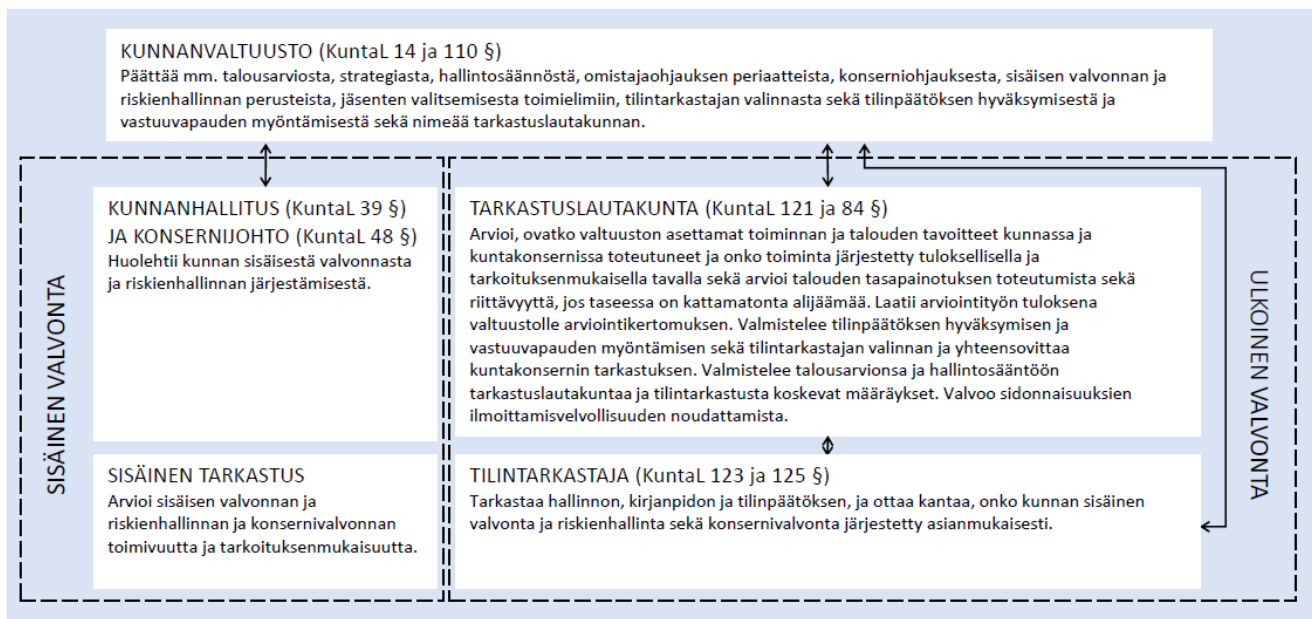 KUNNANVALTUUSTO (KuntaL 14 ja 110 §)
Päättää mm. talousarviosta, strategiasta, hallintosäännöstä, omistajaohjauksen periaatteista, konserniohjauksesta, sisäisen valvonnan ja
riskienhallinnan perusteista, jäsenten valitsemisesta toimielimiin, tilintarkastajan valinnasta sekä tilinpäätöksen hyväksymisestä ja
vastuuvapauden myöntämisestä sekä nimeää tarkastuslautakunnan.
SISÄINEN VALVONTA
KUNNANHALLITUS (KuntaL 39 §)
JA KONSERNIJOHTO (KuntaL 48 §)
Huolehtii kunnan sisäisestä valvonnasta
ja riskienhallinnan järjestämisestä.
SISÄINEN TARKASTUS
Arvioi sisäisen valvonnan ja
riskienhallinnan ja konsernivalvonnan
toimivuutta ja tarkoituksenmukaisuutta.
TARKASTUSLAUTAKUNTA (KuntaL 121 ja 84 §)
Arvioi, ovatko valtuuston asettamat toiminnan ja talouden tavoitteet kunnassa ja
kuntakonsernissa toteutuneet ja onko toiminta järjestetty tuloksellisella ja
tarkoituksenmukaisella tavalla sekä arvioi talouden tasapainotuksen toteutumista sekä
riittävyyttä, jos taseessa on kattamatonta alijäämää. Laatii arviointityön tuloksena
valtuustolle arviointikertomuksen. Valmistelee tilinpäätöksen hyväksymisen ja
vastuuvapauden myöntämisen sekä tilintarkastajan valinnan ja yhteensovittaa
kuntakonsernin tarkastuksen. Valmistelee talousarvionsa ja hallintosääntöön
tarkastuslautakuntaa ja tilintarkastusta koskevat määräykset. Valvoo sidonnaisuuksien
ilmoittamisvelvollisuuden noudattamista.
TILINTARKASTAJA (KuntaL 123 ja 125 §)
Tarkastaa hallinnon, kirjanpidon ja tilinpäätöksen, ja ottaa kantaa, onko kunnan sisäinen
valvonta ja riskienhallinta sekä konsernivalvonta järjestetty asianmukaisesti.
ULKOINEN VALVONTA